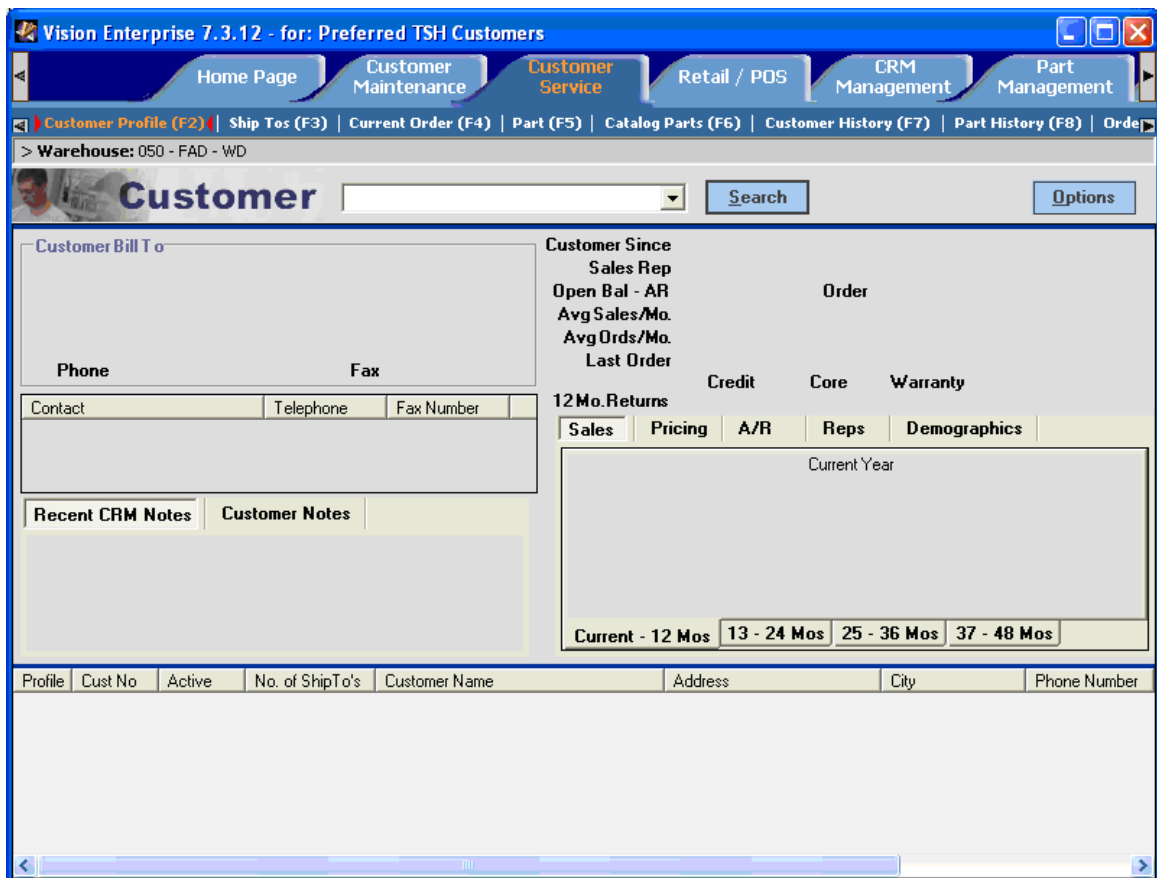 Vision Enterprise 7.3.12 - for: Preferred TSH Customers
Home Page
Customer Maintenance
Customer Service
Retail / POS
CRM Management
Part Management
Customer Profile (F2) | Ship Tos (F3) | Current Order (F4) | Part (F5) | Catalog Parts (F6) | Customer History (F7) | Part History (F8) |
> Warehouse: 050 - FAD - WD
Customer
Search
Options
Customer Bill To
Phone Fax
Customer Since
Sales Rep
Open Bal - AR Order
Avg Sales/Mo.
Avg Ords/Mo.
Last Order
Credit Core Warranty
12 Mo. Returns
Contact Telephone Fax Number
Sales Pricing A/R Reps Demographics
Current Year
Recent CRM Notes Customer Notes
Current - 12 Mos 13 - 24 Mos 25 - 36 Mos 37 - 48 Mos
Profile Cust No Active No. of ShipTo's Customer Name Address City Phone Number